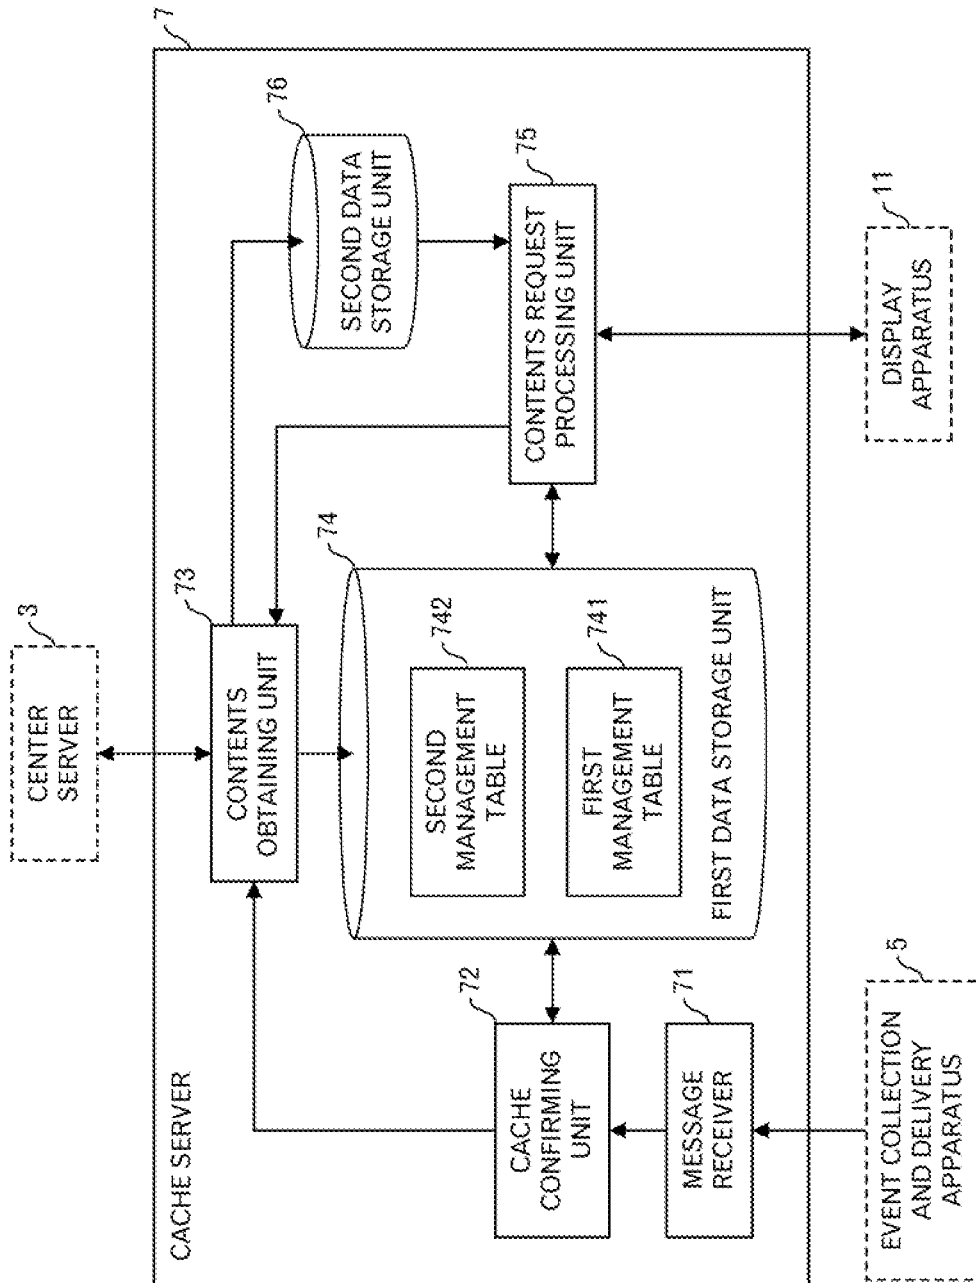 CENTER
SERVER
3
7
CACHE SERVER
CONTENTS
OBTAINING UNIT
73
SECOND DATA
STORAGE UNIT
76
CACHE
CONFIRMING
UNIT
72
74
SECOND
MANAGEMENT
TABLE
742
FIRST
MANAGEMENT
TABLE
741
FIRST DATA STORAGE UNIT
CONTENTS REQUEST
PROCESSING UNIT
75
MESSAGE
RECEIVER
71
EVENT COLLECTION
AND DELIVERY
APPARATUS
5
DISPLAY
APPARATUS
11